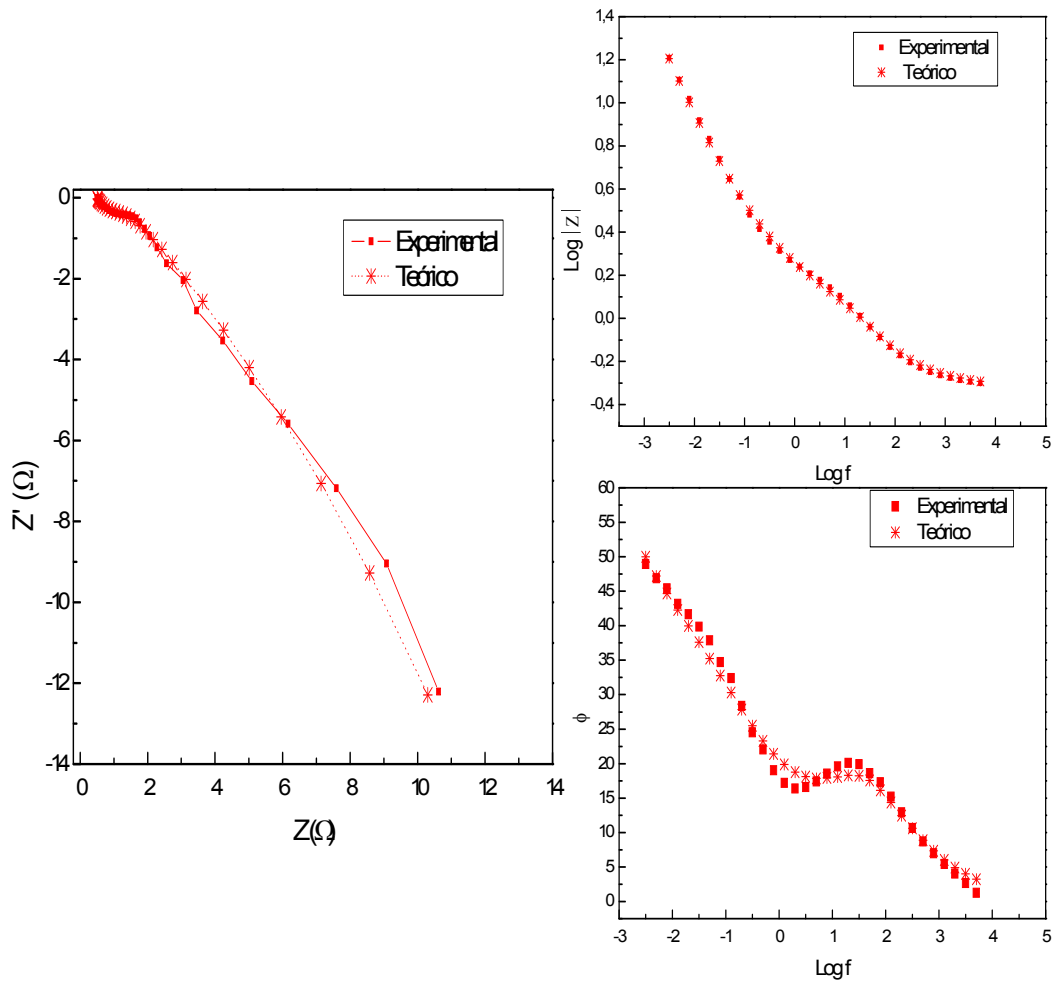 0 2 4 6 8 10 12 14
-14
-12
-10
-8
-6
-4
-2
0
Z' (Ω)
Z(Ω)
Experimental
Teórico
-3 -2 -1 0 1 2 3 4 5
-0,4
-0,2
0,0
0,2
0,4
0,6
0,8
1,0
1,2
1,4
Log |Z|
Log f
Experimental
Teórico
-3 -2 -1 0 1 2 3 4 5
0
5
10
15
20
25
30
35
40
45
50
55
60
ϕ
Log f
Experimental
Teórico